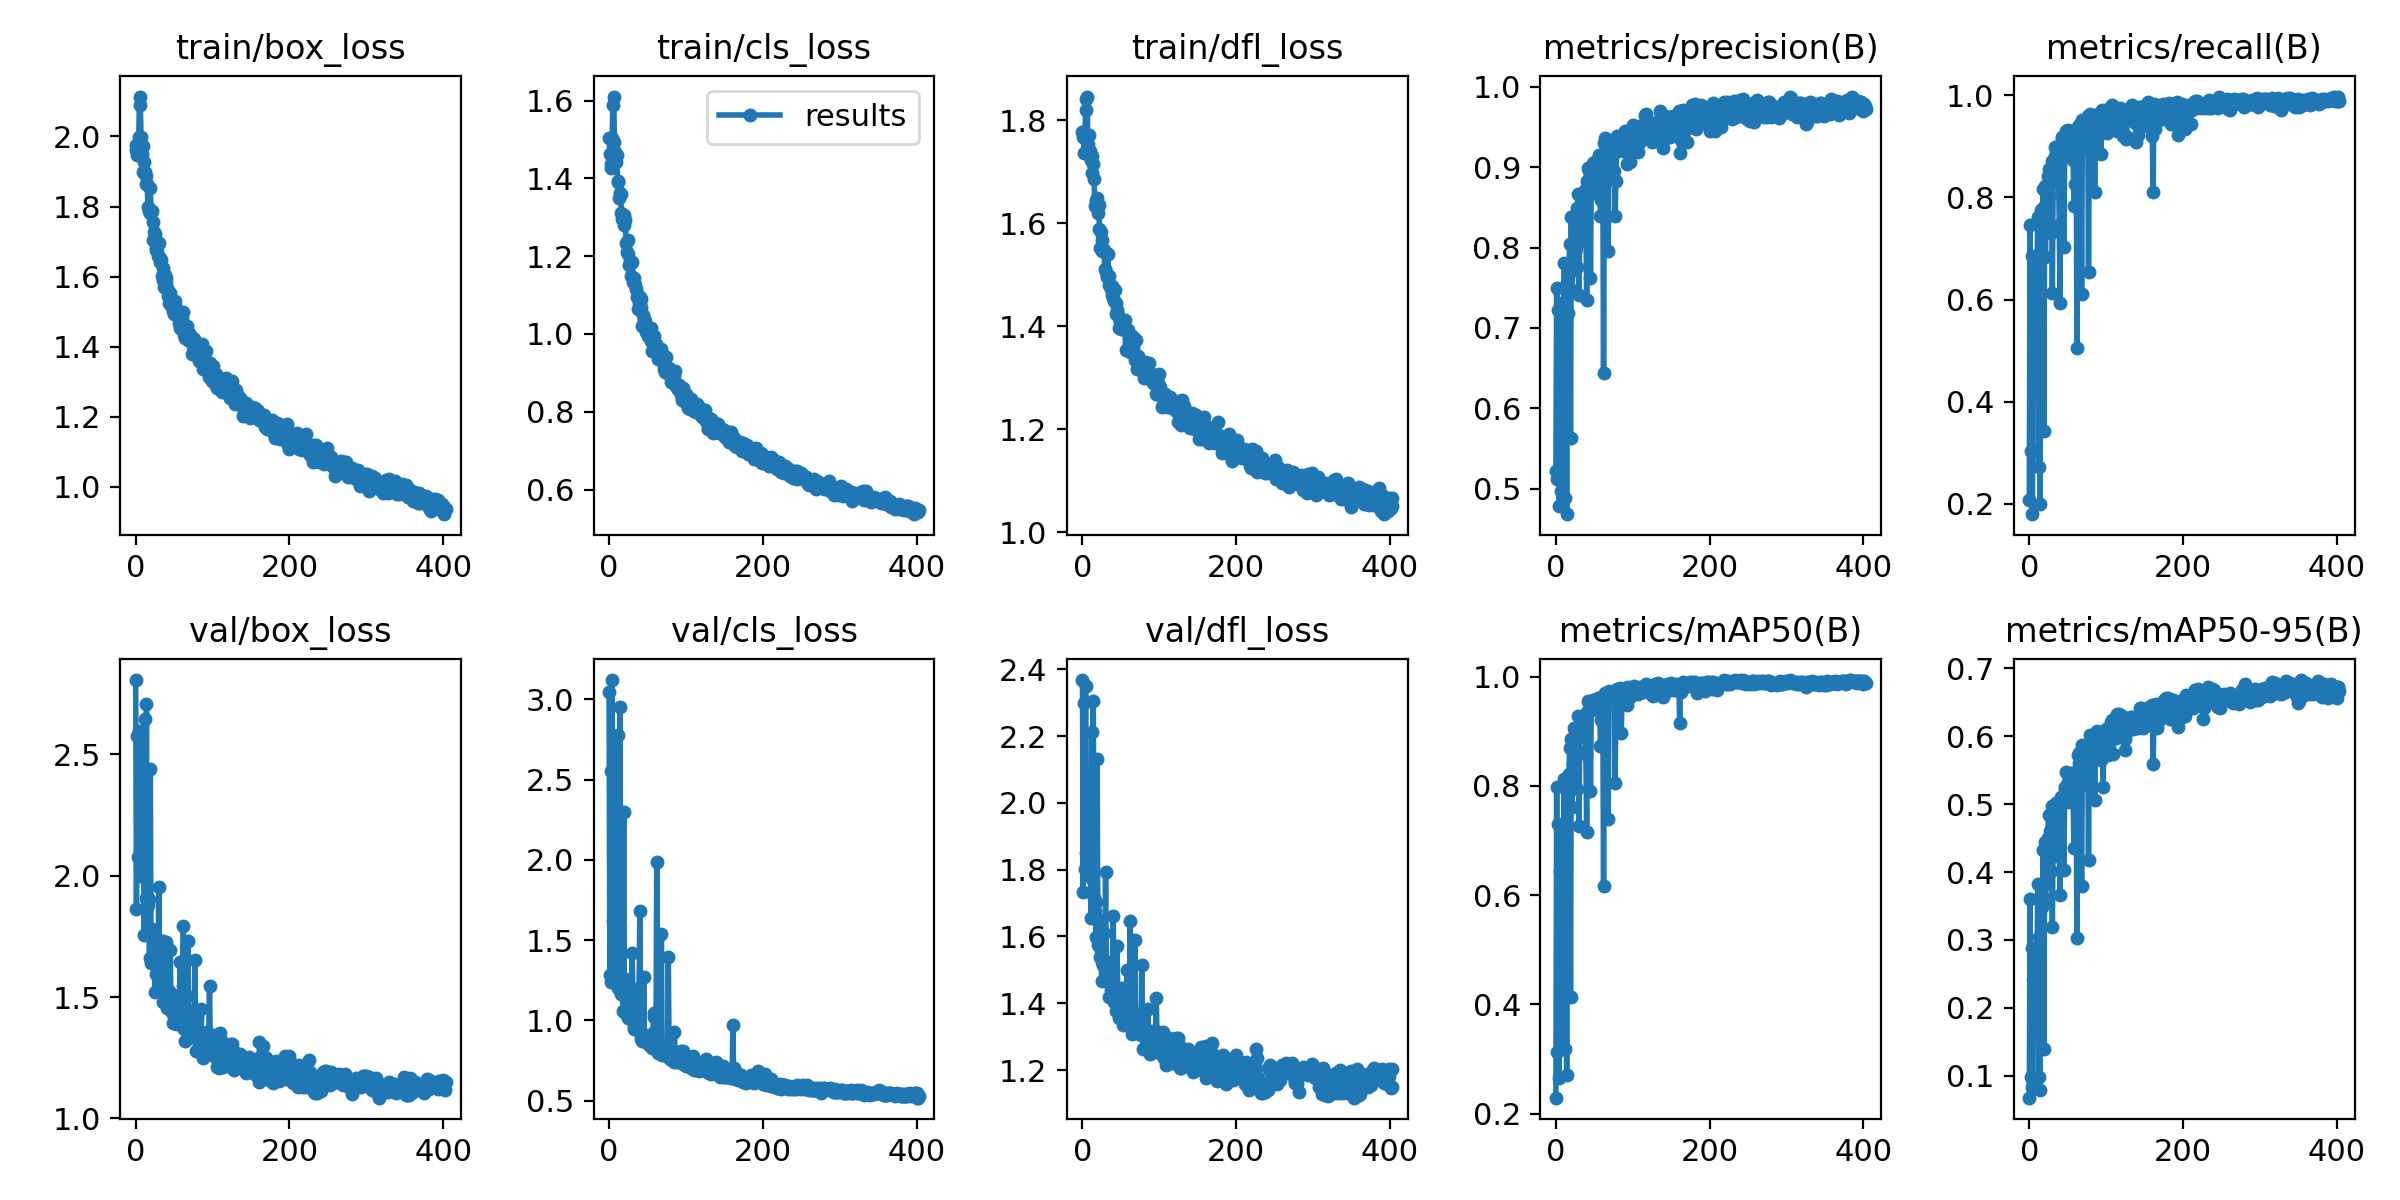 train/box_loss
2.0
1.8
1.6
1.4
1.2
1.0
0 200 400
train/cls_loss
results
1.6
1.4
1.2
1.0
0.8
0.6
0 200 400
train/dfl_loss
1.8
1.6
1.4
1.2
1.0
0 200 400
metrics/precision(B)
1.0
0.9
0.8
0.7
0.6
0.5
0 200 400
metrics/recall(B)
1.0
0.8
0.6
0.4
0.2
0 200 400
val/box_loss
2.5
2.0
1.5
1.0
0 200 400
val/cls_loss
3.0
2.5
2.0
1.5
1.0
0.5
0 200 400
val/dfl_loss
2.4
2.2
2.0
1.8
1.6
1.4
1.2
0 200 400
metrics/mAP50(B)
1.0
0.8
0.6
0.4
0.2
0 200 400
metrics/mAP50-95(B)
0.7
0.6
0.5
0.4
0.3
0.2
0.1
0 200 400